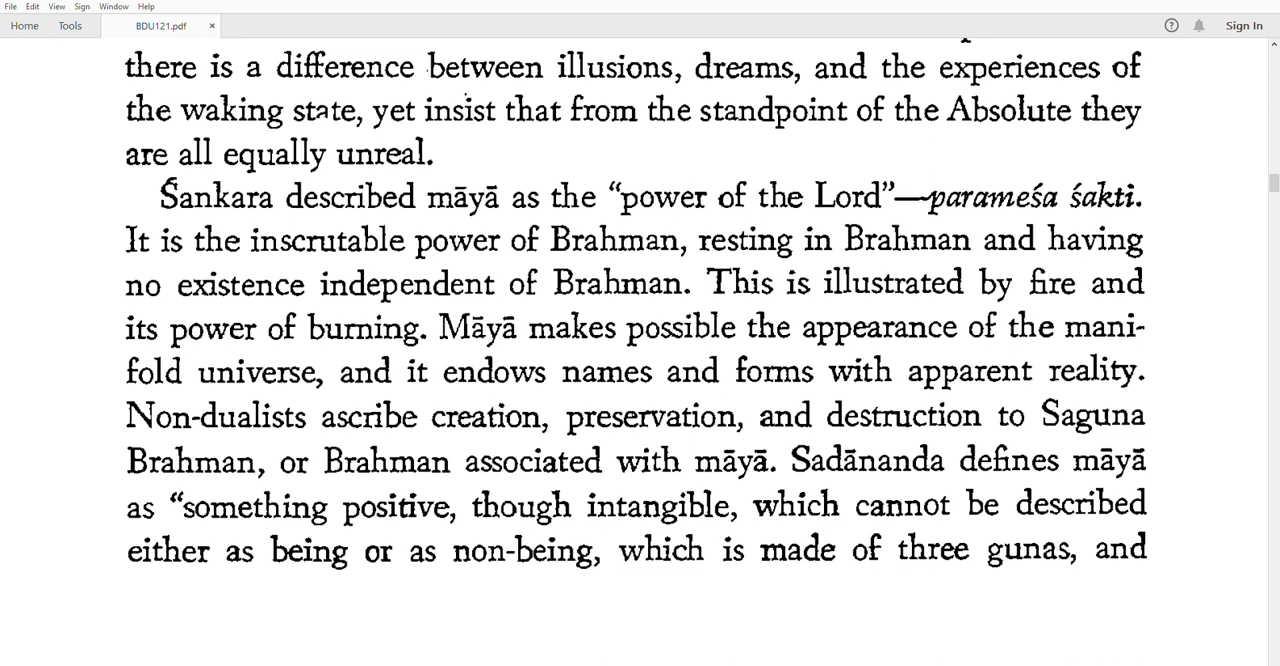 File Edit View Sign Window Help
Home Tools BDU121.pdf × ? Sign In
there is a difference between illusions, dreams, and the experiences of
the waking state, yet insist that from the standpoint of the Absolute they
are all equally unreal.
Śankara described māyā as the “power of the Lord”—parameśa śakti.
It is the inscrutable power of Brahman, resting in Brahman and having
no existence independent of Brahman. This is illustrated by fire and
its power of burning. Māyā makes possible the appearance of the mani-
fold universe, and it endows names and forms with apparent reality.
Non-dualists ascribe creation, preservation, and destruction to Saguna
Brahman, or Brahman associated with māyā. Sadānanda defines māyā
as “something positive, though intangible, which cannot be described
either as being or as non-being, which is made of three gunas, and